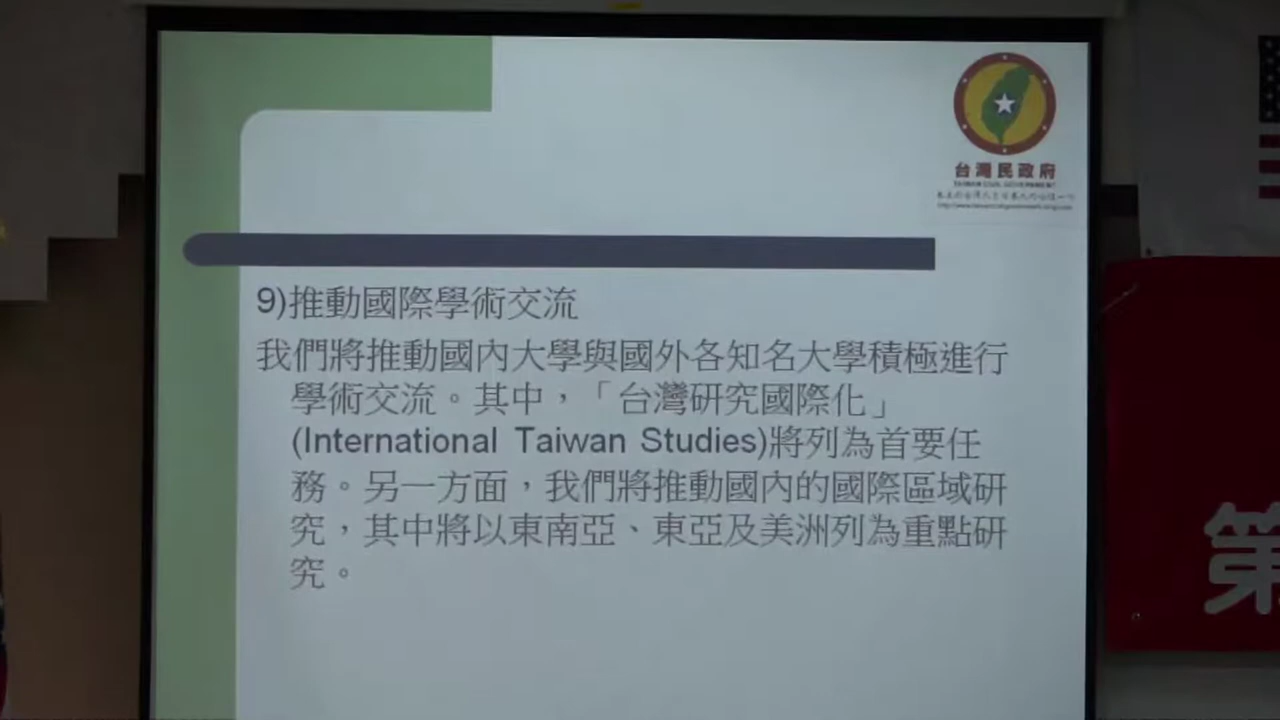 台灣民政府
TAIWAN CIVIL GOVERNMENT
9)推動國際學術交流
我們將推動國內大學與國外各知名大學積極進行
學術交流。其中，「台灣研究國際化」
(International Taiwan Studies)將列為首要任
務。另一方面，我們將推動國內的國際區域研
究，其中將以東南亞、東亞及美洲列為重點研
究。
第